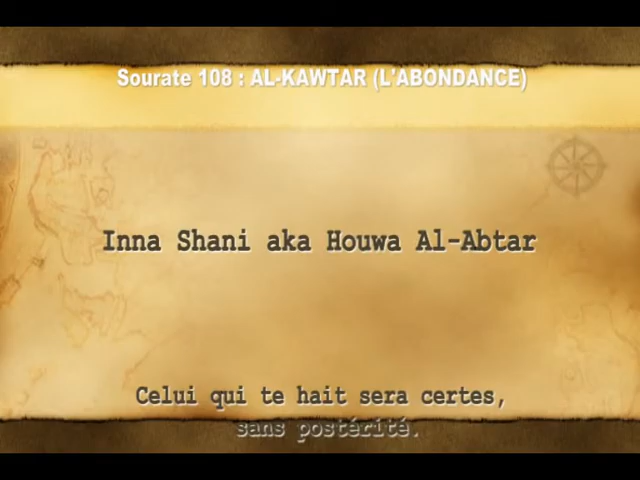 Sourate 108 : AL-KAWTAR (L'ABONDANCE)
Inna Shani aka Houwa Al-Abtar
Celui qui te hait sera certes,
sans postérité.